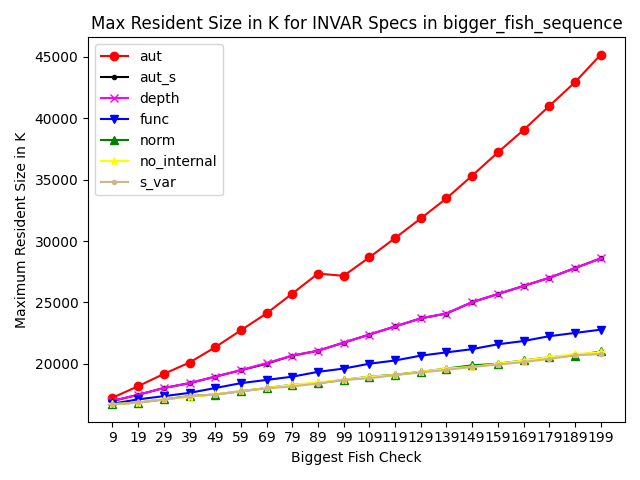 Max Resident Size in K for INVAR Specs in bigger_fish_sequence
Maximum Resident Size in K
45000
40000
35000
30000
25000
20000
aut
aut_s
depth
func
norm
no_internal
s_var
9 19 29 39 49 59 69 79 89 99 109 119 129 139 149 159 169 179 189 199
Biggest Fish Check